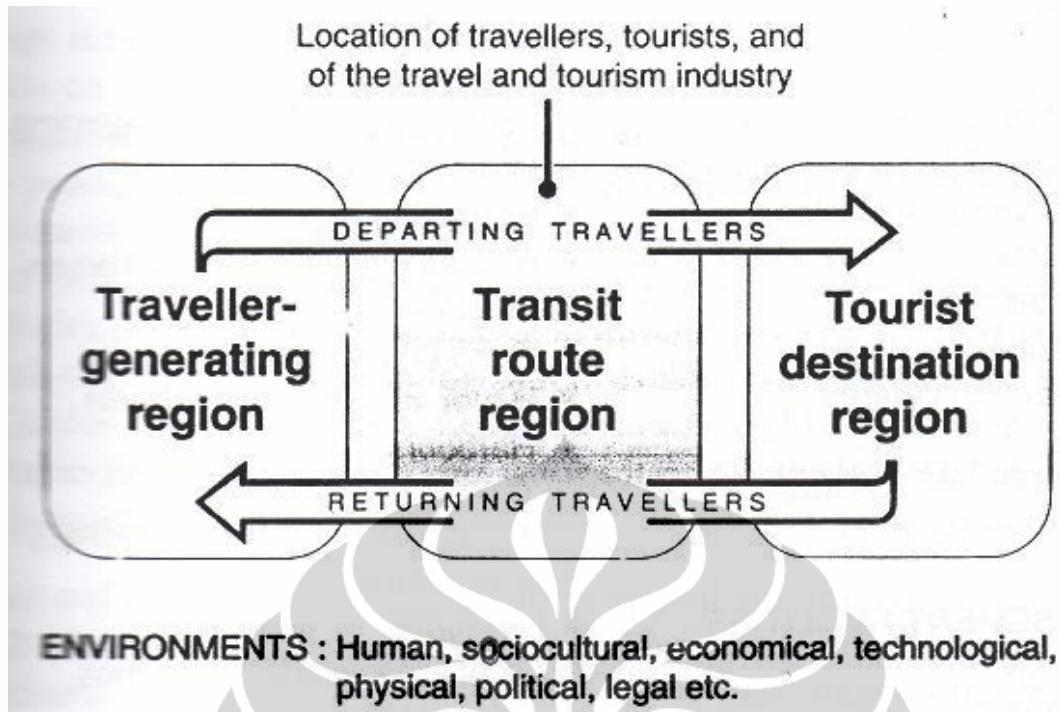 Location of travellers, tourists, and
of the travel and tourism industry
DEPARTING TRAVELLERS
Traveller-
generating
region
Transit
route
region
Tourist
destination
region
RETURNING TRAVELLERS
ENVIRONMENTS : Human, sociocultural, economical, technological,
physical, political, legal etc.